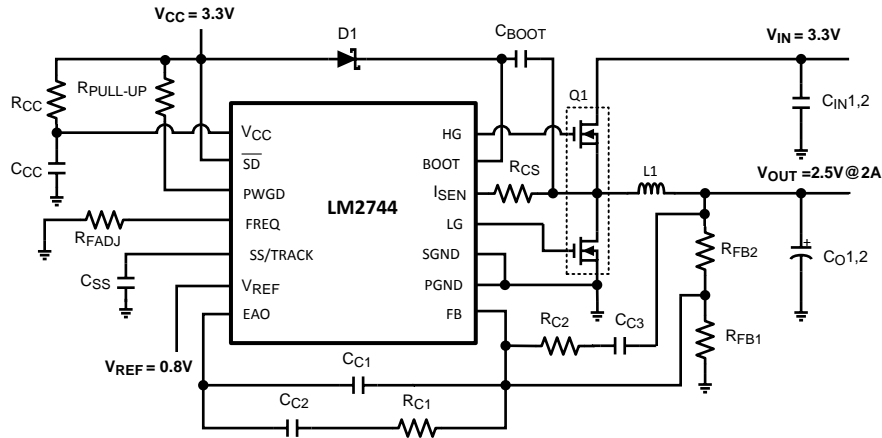 VCC = 3.3V
D1
CBOOT
VIN = 3.3V
RCC
RPULL-UP
Q1
CIN1,2
VCC
HG
CCC
SD
BOOT
RCS
L1
VOUT =2.5V@2A
PWGD
ISEN
LM2744
FREQ
LG
RFADJ
SS/TRACK
SGND
RFB2
+
CO1,2
CSS
VREF
PGND
EAO
FB
RC2
CC3
RFB1
VREF = 0.8V
CC1
CC2
RC1